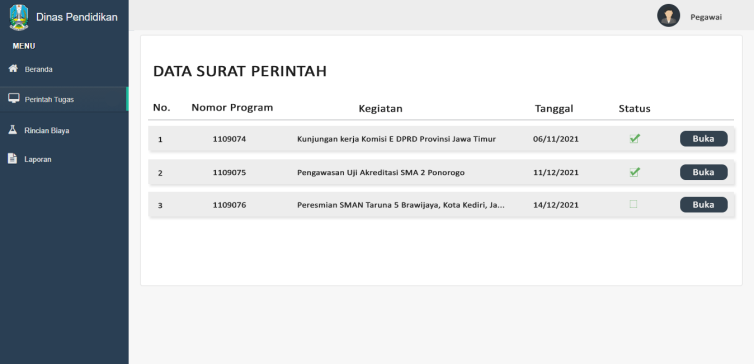 Dinas Pendidikan
Pegawai
MENU
Beranda
Perintah Tugas
Rincian Biaya
Laporan
DATA SURAT PERINTAH
No. Nomor Program Kegiatan Tanggal Status
1 1109074 Kunjungan kerja Komisi E DPRD Provinsi Jawa Timur 06/11/2021 Buka
2 1109075 Pengawasan Uji Akreditasi SMA 2 Ponorogo 11/12/2021 Buka
3 1109076 Peresmian SMAN Taruna 5 Brawijaya, Kota Kediri, Ja... 14/12/2021 Buka